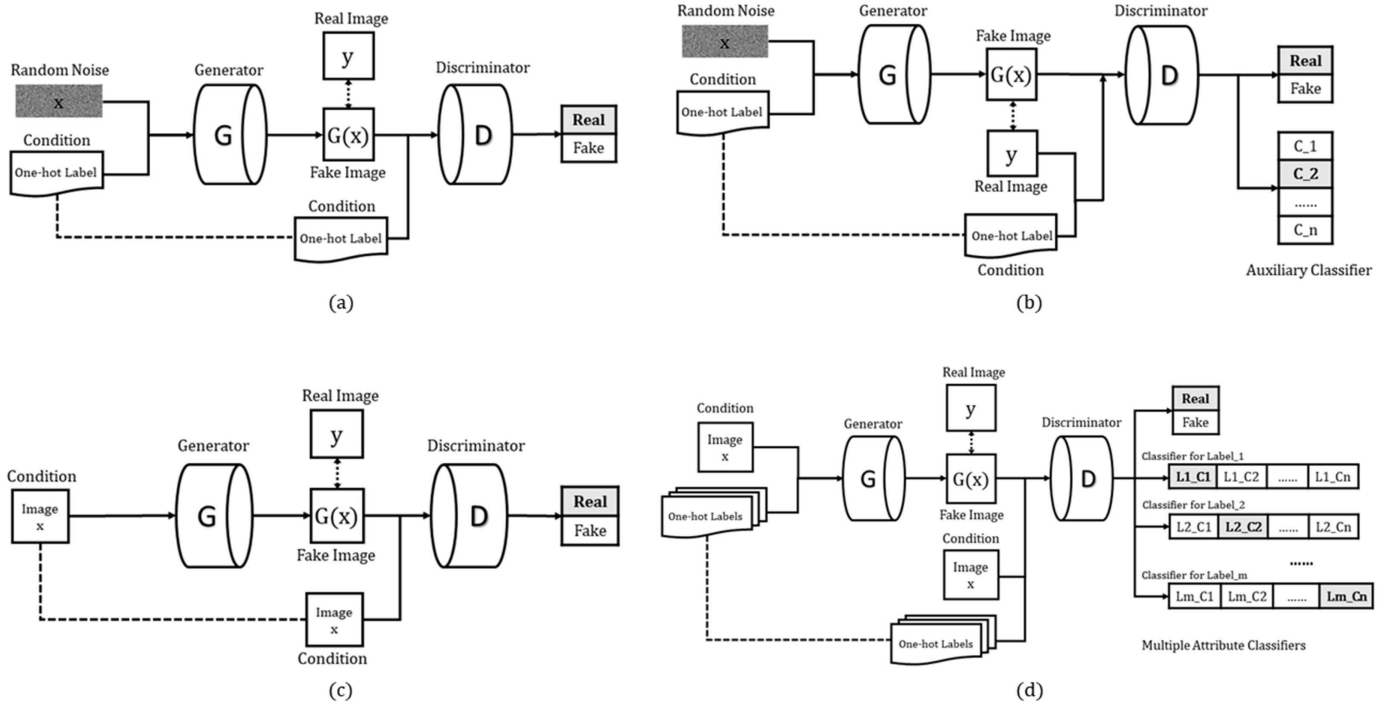 Real Image
y
Random Noise
x
Generator
G
Discriminator
D
Condition
One-hot Label
G(x)
Fake Image
Real
Fake
Condition
One-hot Label
(a)
Random Noise
x
Generator
G
Discriminator
D
Fake Image
G(x)
Condition
One-hot Label
Real
Fake
y
Real Image
C_1
C_2
......
C_n
One-hot Label
Condition
Auxiliary Classifier
(b)
Real Image
y
Generator
G
Discriminator
D
Condition
Image
x
G(x)
Fake Image
Real
Fake
Image
x
Condition
(c)
Real Image
y
Condition
Image
x
Generator
G
Discriminator
D
Real
Fake
G(x)
Fake Image
One-hot Labels
Classifier for Label_1
L1_C1 L1_C2 ...... L1_Cn
Classifier for Label_2
L2_C1 L2_C2 ...... L2_Cn
......
Classifier for Label_m
Lm_C1 Lm_C2 ...... Lm_Cn
Condition
Image
x
One-hot Labels
Multiple Attribute Classifiers
(d)